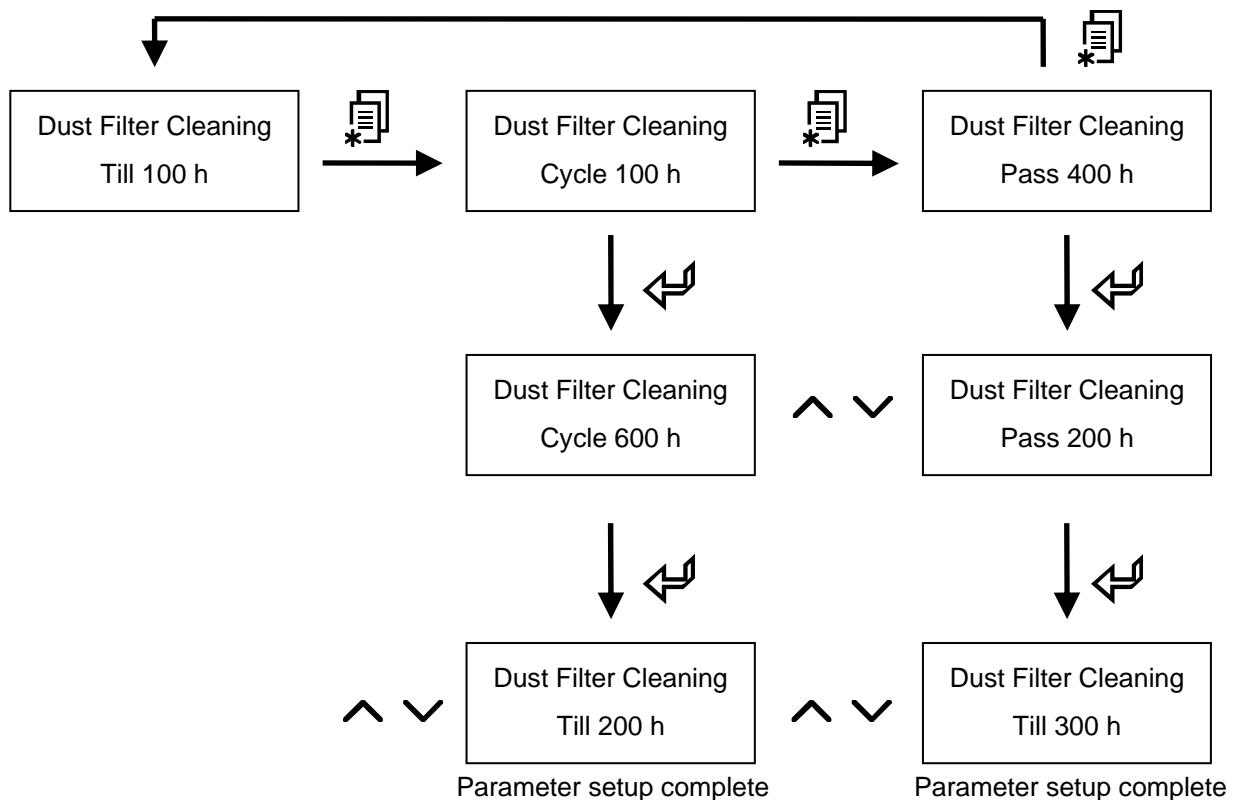 Dust Filter Cleaning
Till 100 h
Dust Filter Cleaning
Cycle 100 h
Dust Filter Cleaning
Pass 400 h
Dust Filter Cleaning
Cycle 600 h
Dust Filter Cleaning
Pass 200 h
Dust Filter Cleaning
Till 200 h
Dust Filter Cleaning
Till 300 h
Parameter setup complete
Parameter setup complete